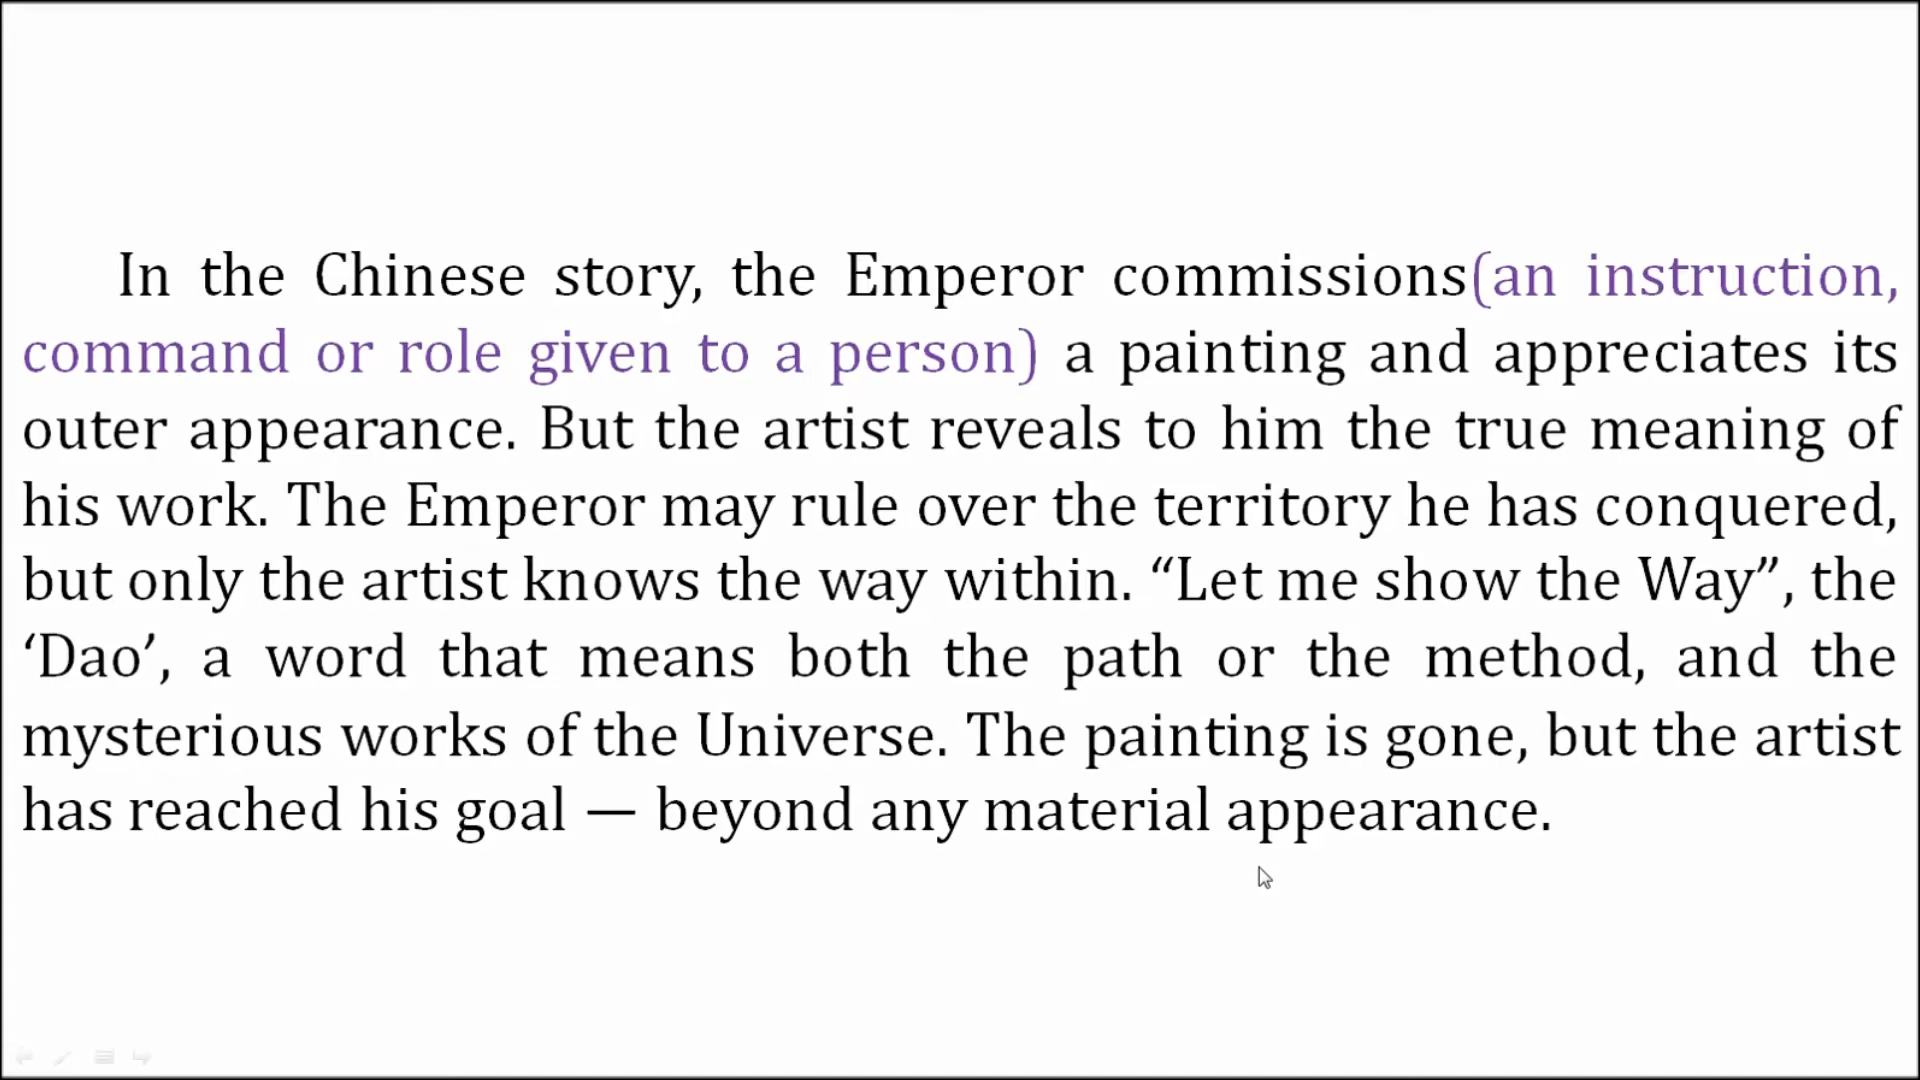 In the Chinese story, the Emperor commissions(an instruction,
command or role given to a person) a painting and appreciates its
outer appearance. But the artist reveals to him the true meaning of
his work. The Emperor may rule over the territory he has conquered,
but only the artist knows the way within. “Let me show the Way”, the
‘Dao’, a word that means both the path or the method, and the
mysterious works of the Universe. The painting is gone, but the artist
has reached his goal — beyond any material appearance.